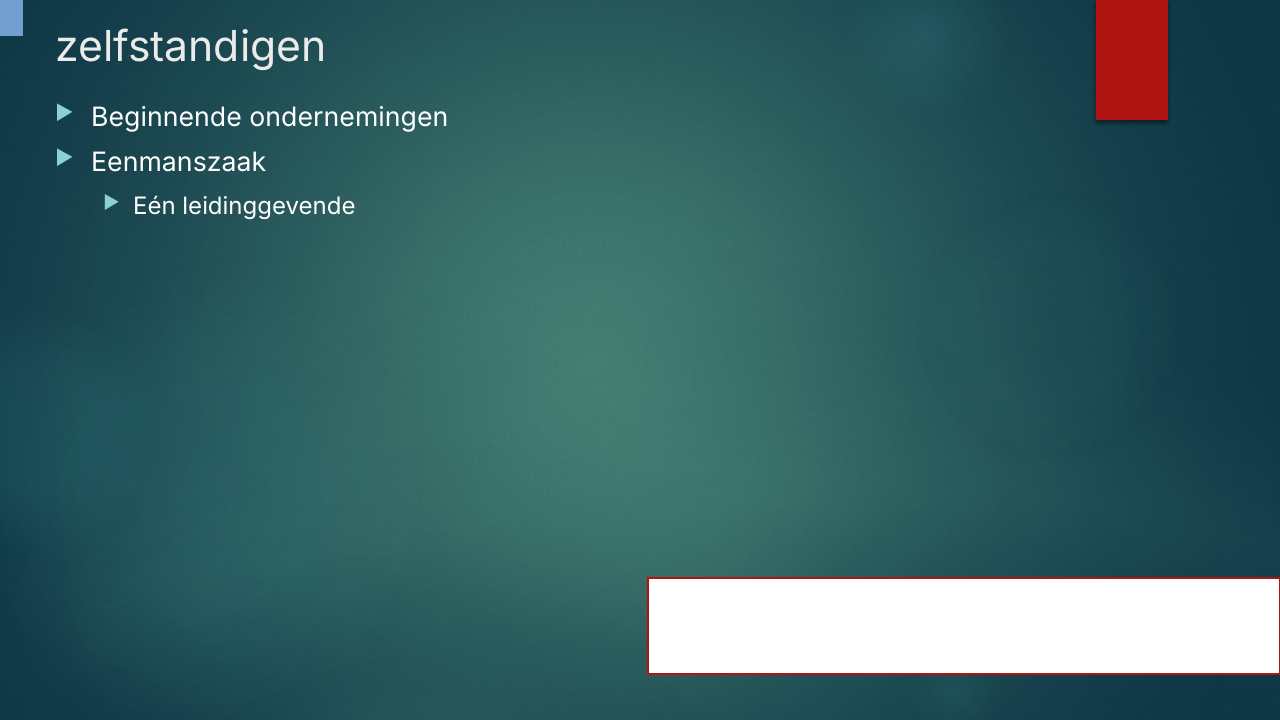 zelfstandigen
Beginnende ondernemingen
Eenmanszaak
Eén leidinggevende